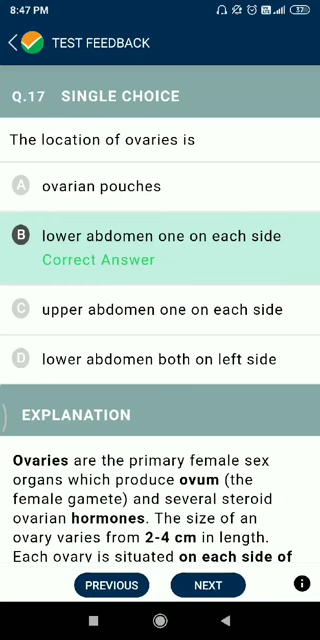 8:47 PM
37
TEST FEEDBACK
Q.17 SINGLE CHOICE
The location of ovaries is
A ovarian pouches
B lower abdomen one on each side
Correct Answer
C upper abdomen one on each side
D lower abdomen both on left side
EXPLANATION
Ovaries are the primary female sex
organs which produce ovum (the
female gamete) and several steroid
ovarian hormones. The size of an
ovary varies from 2-4 cm in length.
Each ovary is situated on each side of
PREVIOUS
NEXT